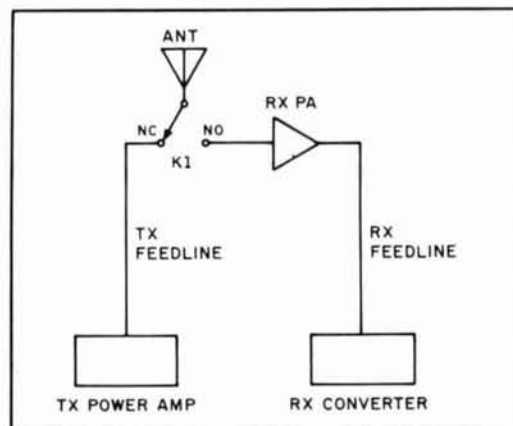 ANT
RX PA
NC
NO
K1
TX
FEEDLINE
RX
FEEDLINE
TX POWER AMP
RX CONVERTER